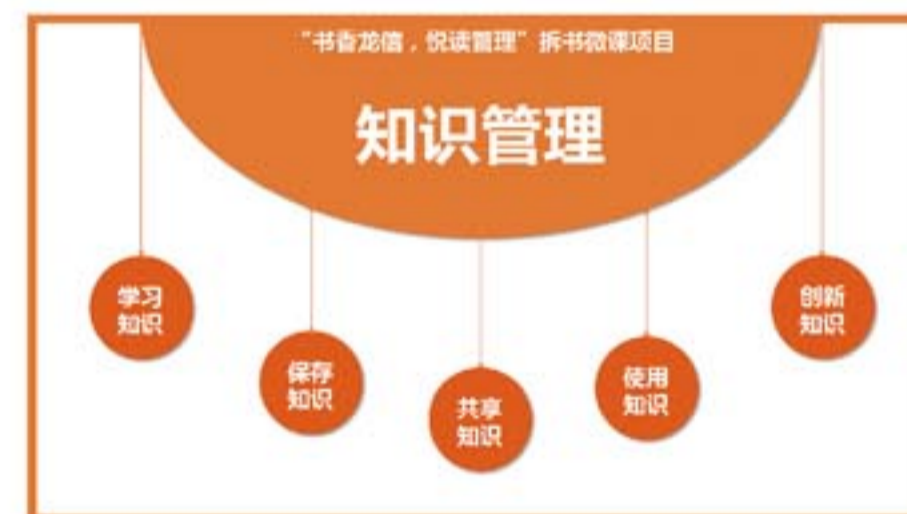 “书香龙信，悦读管理”拆书微课项目
知识管理
学习
知识
保存
知识
共享
知识
使用
知识
创新
知识